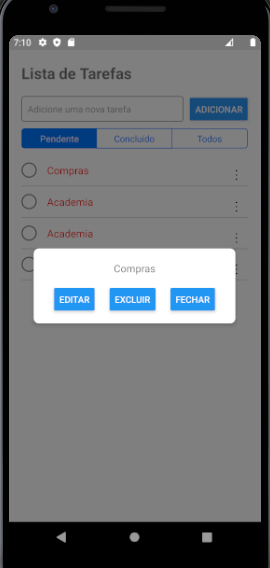 7:10
Lista de Tarefas
Adicione uma nova tarefa ADICIONAR
Pendente Concluído Todos
Compras
Academia
Academia
Compras
EDITAR EXCLUIR FECHAR